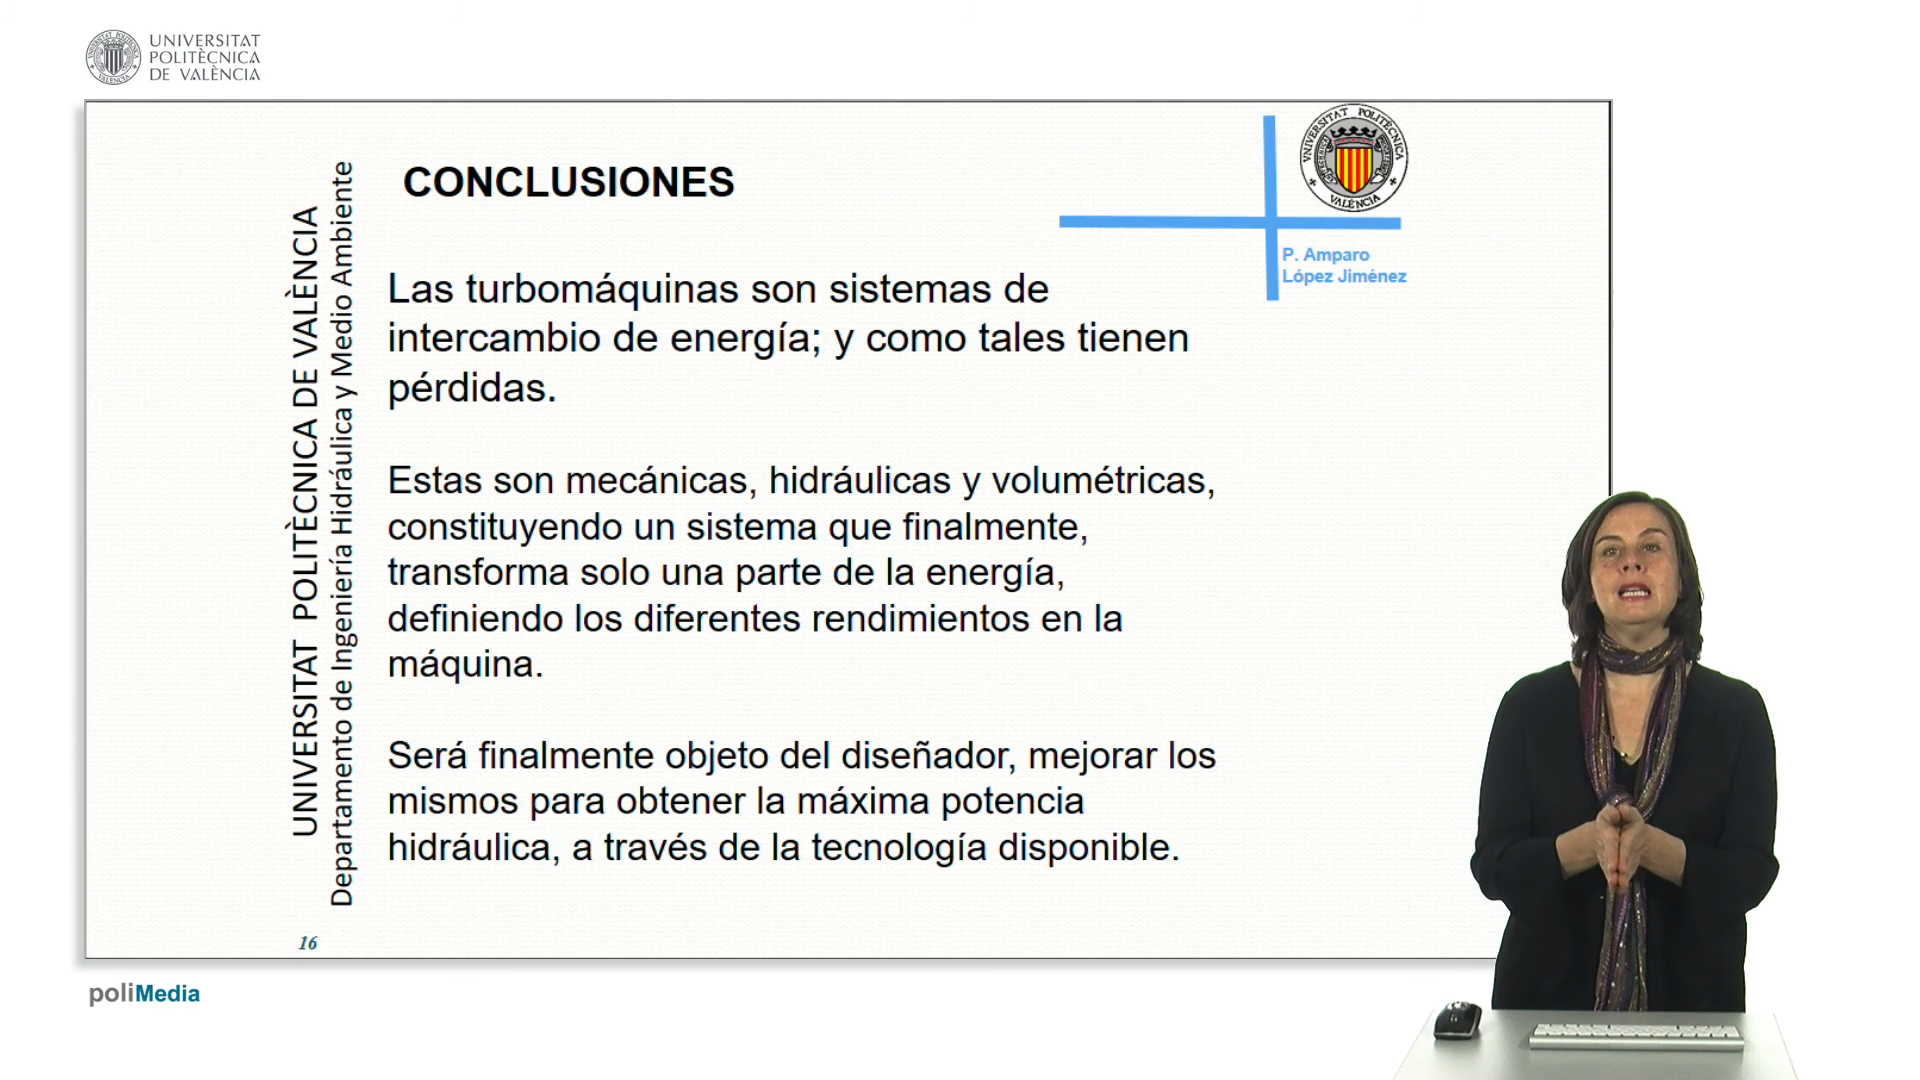 UNIVERSITAT
POLITÈCNICA
DE VALÈNCIA
UNIVERSITAT POLITÈCNICA DE VALÈNCIA
Departamento de Ingeniería Hidráulica y Medio Ambiente
CONCLUSIONES
VNIVERSITAT POLITÈCNICA
VALÈNCIA
P. Amparo
López Jiménez
Las turbomáquinas son sistemas de
intercambio de energía; y como tales tienen
pérdidas.
Estas son mecánicas, hidráulicas y volumétricas,
constituyendo un sistema que finalmente,
transforma solo una parte de la energía,
definiendo los diferentes rendimientos en la
máquina.
Será finalmente objeto del diseñador, mejorar los
mismos para obtener la máxima potencia
hidráulica, a través de la tecnología disponible.
16
poliMedia